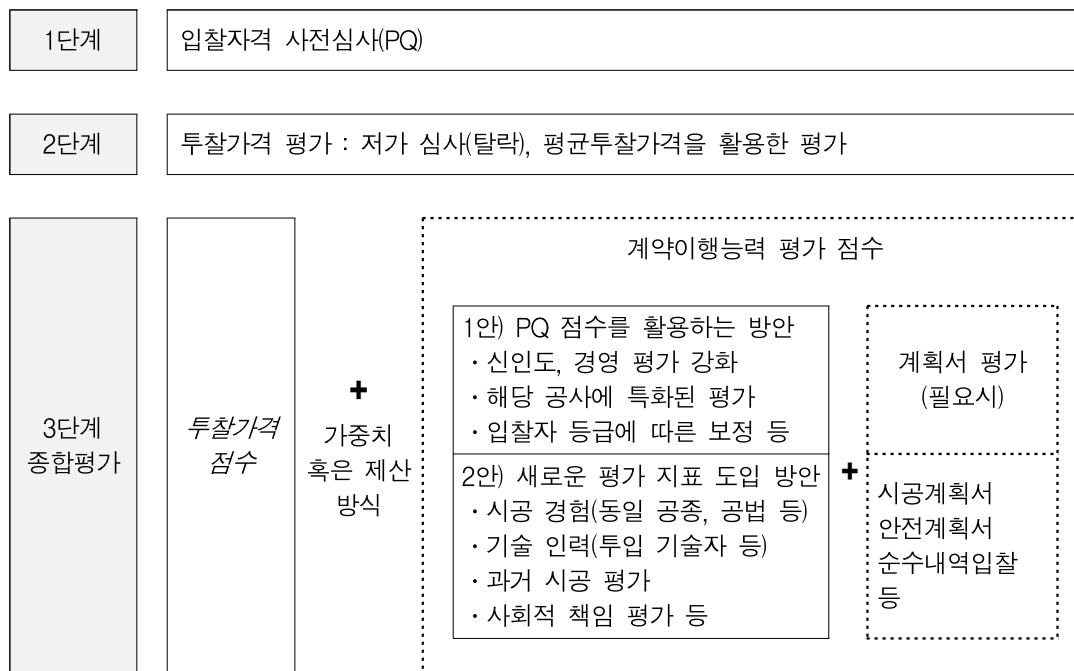 1단계
입찰자격 사전심사(PQ)
2단계
투찰가격 평가 : 저가 심사(탈락), 평균투찰가격을 활용한 평가
3단계
종합평가
투찰가격
점수
+
가중치
혹은 제산
방식
계약이행능력 평가 점수
1안) PQ 점수를 활용하는 방안
· 신인도, 경영 평가 강화
· 해당 공사에 특화된 평가
· 입찰자 등급에 따른 보정 등
2안) 새로운 평가 지표 도입 방안
· 시공 경험(동일 공종, 공법 등)
· 기술 인력(투입 기술자 등)
· 과거 시공 평가
· 사회적 책임 평가 등
+
계획서 평가
(필요시)
시공계획서
안전계획서
순수내역입찰
등